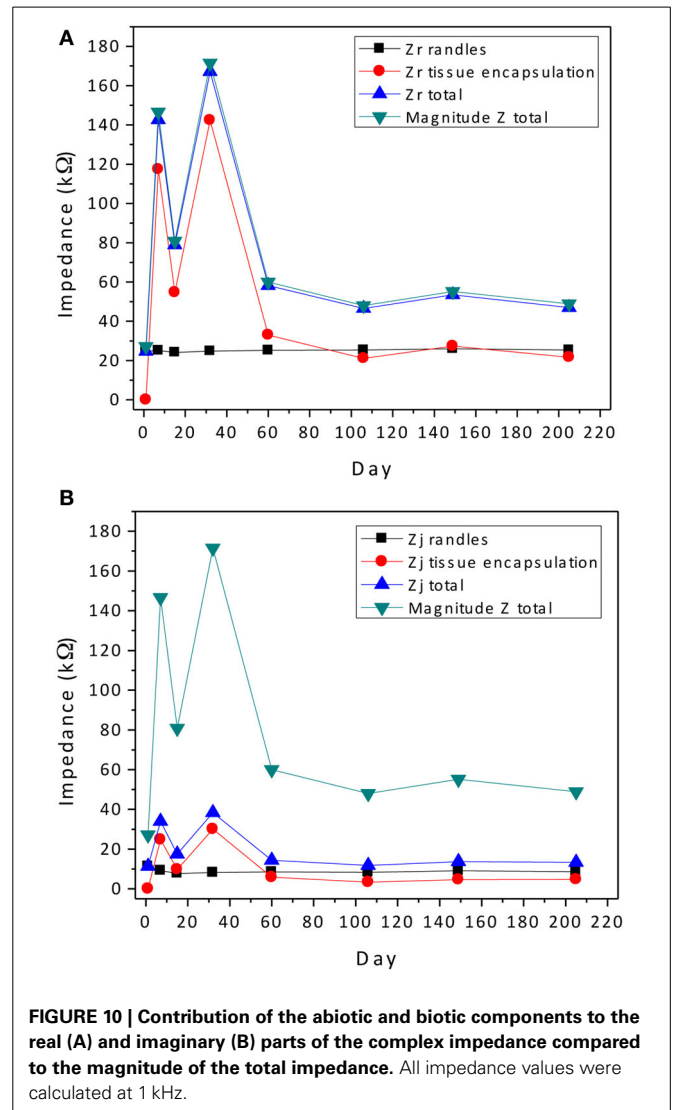 A
Impedance (kΩ)
180
160
140
120
100
80
60
40
20
0
Zr randles
Zr tissue encapsulation
Zr total
Magnitude Z total
0 20 40 60 80 100 120 140 160 180 200 220
Day
B
Impedance (kΩ)
180
160
140
120
100
80
60
40
20
0
Zj randles
Zj tissue encapsulation
Zj total
Magnitude Z total
0 20 40 60 80 100 120 140 160 180 200 220
Day
FIGURE 10 | Contribution of the abiotic and biotic components to the
real (A) and imaginary (B) parts of the complex impedance compared
to the magnitude of the total impedance. All impedance values were
calculated at 1 kHz.